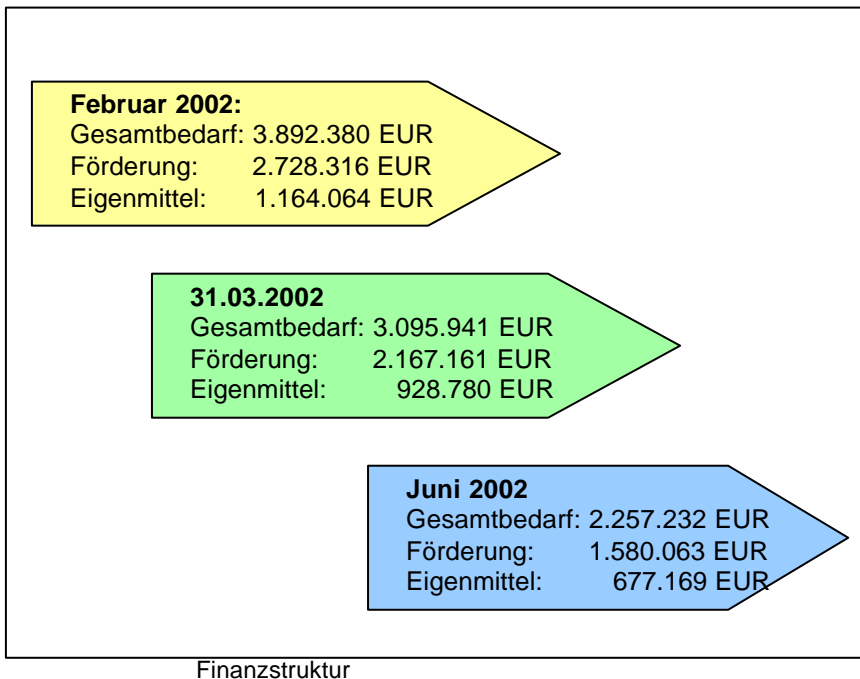 Februar 2002:
Gesamtbedarf: 3.892.380 EUR
Förderung: 2.728.316 EUR
Eigenmittel: 1.164.064 EUR
31.03.2002
Gesamtbedarf: 3.095.941 EUR
Förderung: 2.167.161 EUR
Eigenmittel: 928.780 EUR
Juni 2002
Gesamtbedarf: 2.257.232 EUR
Förderung: 1.580.063 EUR
Eigenmittel: 677.169 EUR
Finanzstruktur